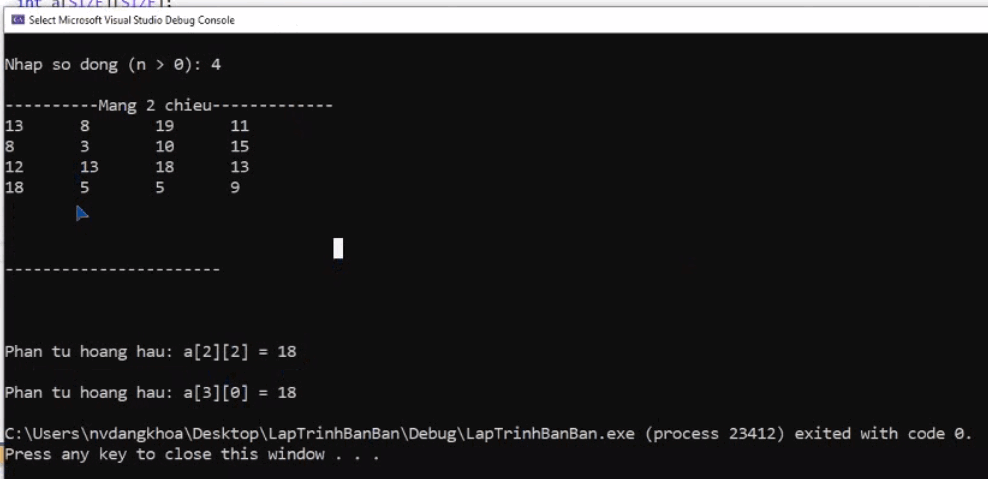 int a[SIZE][SIZE];
Select Microsoft Visual Studio Debug Console
Nhap so dong (n > 0): 4
----------Mang 2 chieu-------------
13 8 19 11
8 3 10 15
12 13 18 13
18 5 5 9
-----------------------
Phan tu hoang hau: a[2][2] = 18
Phan tu hoang hau: a[3][0] = 18
C:\Users\nvdangkhoa\Desktop\LapTrinhBanBan\Debug\LapTrinhBanBan.exe (process 23412) exited with code 0.
Press any key to close this window . . .